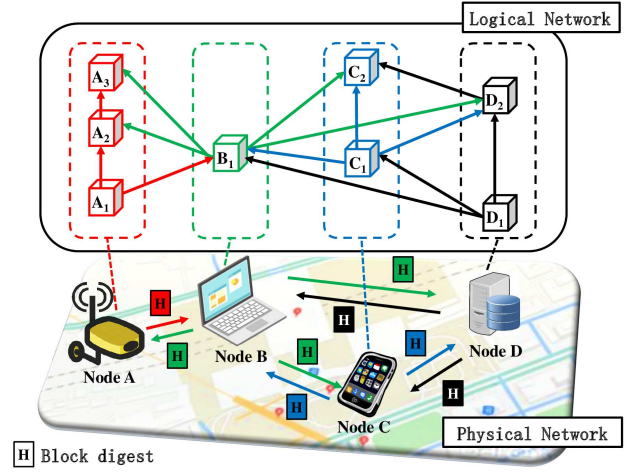 Logical Network
A3
C2
A2
D2
B1
C1
A1
D1
H
H
H
Node A
H
Node B
H
H
Node D
H
H
Node C
Physical Network
H Block digest